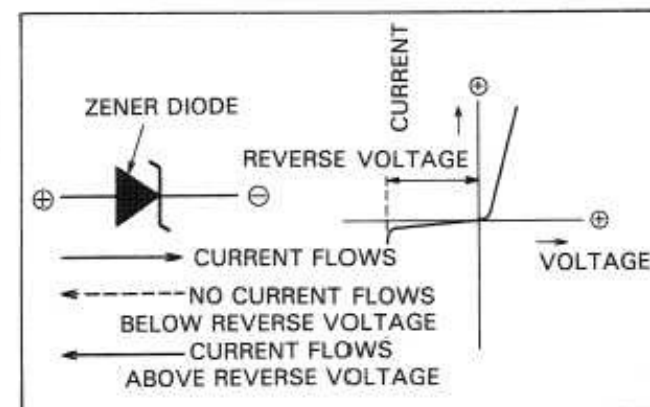 ZENER DIODE
CURRENT
⊕
REVERSE VOLTAGE
⊕
⊖
⊕
CURRENT FLOWS
VOLTAGE
NO CURRENT FLOWS
BELOW REVERSE VOLTAGE
CURRENT FLOWS
ABOVE REVERSE VOLTAGE